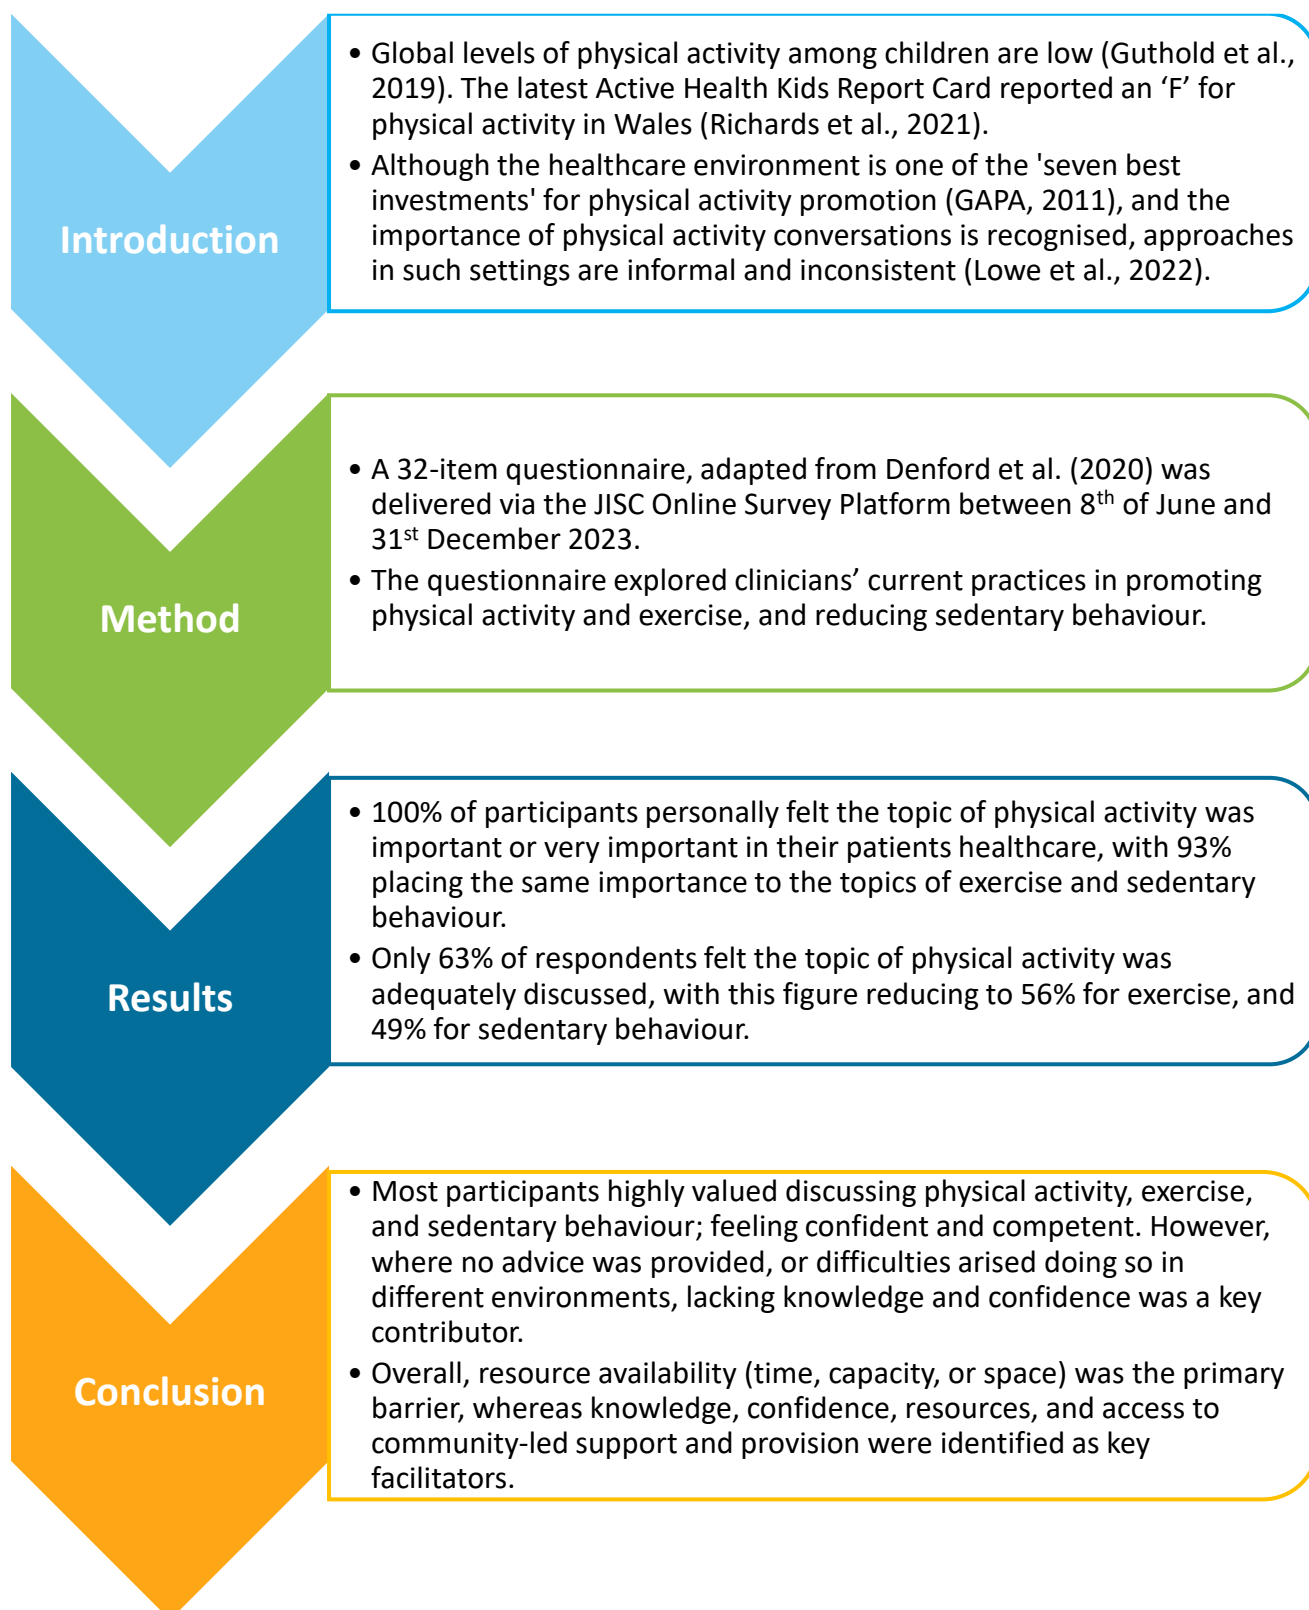 Introduction
• Global levels of physical activity among children are low (Guthold et al.,
2019). The latest Active Health Kids Report Card reported an ‘F’ for
physical activity in Wales (Richards et al., 2021).
• Although the healthcare environment is one of the 'seven best
investments' for physical activity promotion (GAPA, 2011), and the
importance of physical activity conversations is recognised, approaches
in such settings are informal and inconsistent (Lowe et al., 2022).
Method
• A 32-item questionnaire, adapted from Denford et al. (2020) was
delivered via the JISC Online Survey Platform between 8th of June and
31st December 2023.
• The questionnaire explored clinicians’ current practices in promoting
physical activity and exercise, and reducing sedentary behaviour.
Results
• 100% of participants personally felt the topic of physical activity was
important or very important in their patients healthcare, with 93%
placing the same importance to the topics of exercise and sedentary
behaviour.
• Only 63% of respondents felt the topic of physical activity was
adequately discussed, with this figure reducing to 56% for exercise, and
49% for sedentary behaviour.
Conclusion
• Most participants highly valued discussing physical activity, exercise,
and sedentary behaviour; feeling confident and competent. However,
where no advice was provided, or difficulties arised doing so in
different environments, lacking knowledge and confidence was a key
contributor.
• Overall, resource availability (time, capacity, or space) was the primary
barrier, whereas knowledge, confidence, resources, and access to
community-led support and provision were identified as key
facilitators.